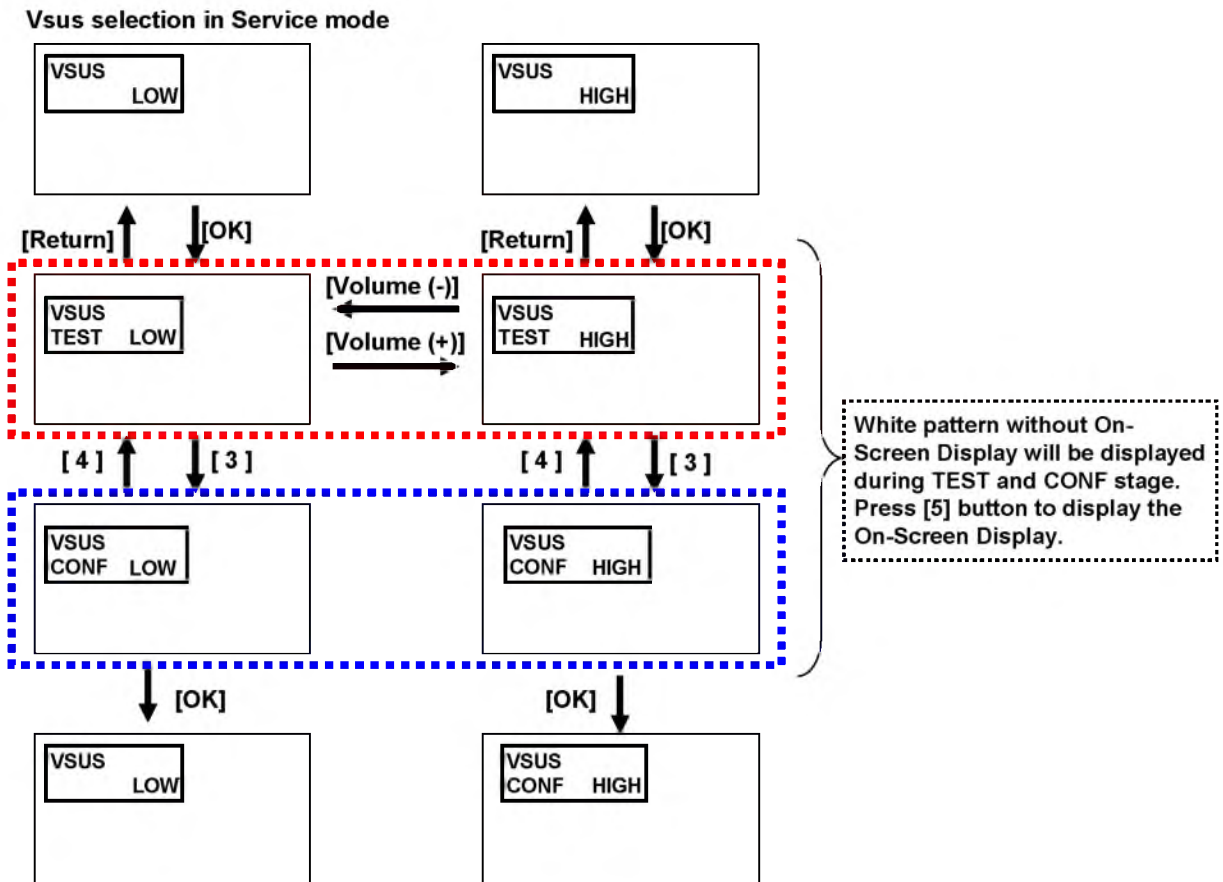 Vsus selection in Service mode
VSUS
LOW
VSUS
HIGH
[Return]
[OK]
[Return]
[OK]
VSUS
TEST LOW
[Volume (-)]
[Volume (+)]
VSUS
TEST HIGH
[ 4 ]
[ 3 ]
[ 4 ]
[ 3 ]
White pattern without On-
Screen Display will be displayed
during TEST and CONF stage.
Press [5] button to display the
On-Screen Display.
VSUS
CONF LOW
VSUS
CONF HIGH
[OK]
[OK]
VSUS
LOW
VSUS
CONF HIGH